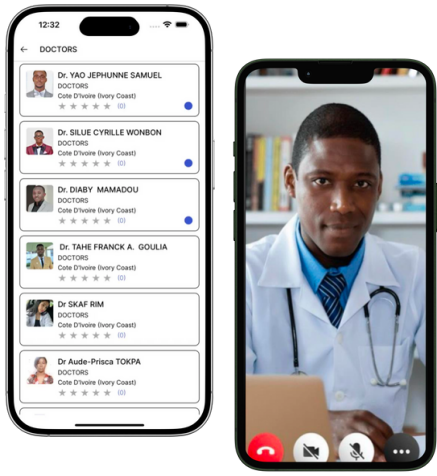 12:32
DOCTORS
Dr. YAO JEPHUNNE SAMUEL
DOCTORS
Cote D'Ivoire (Ivory Coast)
(0)
Dr. SILUE CYRILLE WONBON
DOCTORS
Cote D'Ivoire (Ivory Coast)
(0)
Dr. DIABY MAMADOU
DOCTORS
Cote D'Ivoire (Ivory Coast)
(0)
Dr. TAHE FRANCK A. GOULIA
DOCTORS
Cote D'Ivoire (Ivory Coast)
(0)
Dr SKAF RIM
DOCTORS
Cote D'Ivoire (Ivory Coast)
(0)
Dr Aude-Prisca TOKPA
DOCTORS
Cote D'Ivoire (Ivory Coast)
(0)